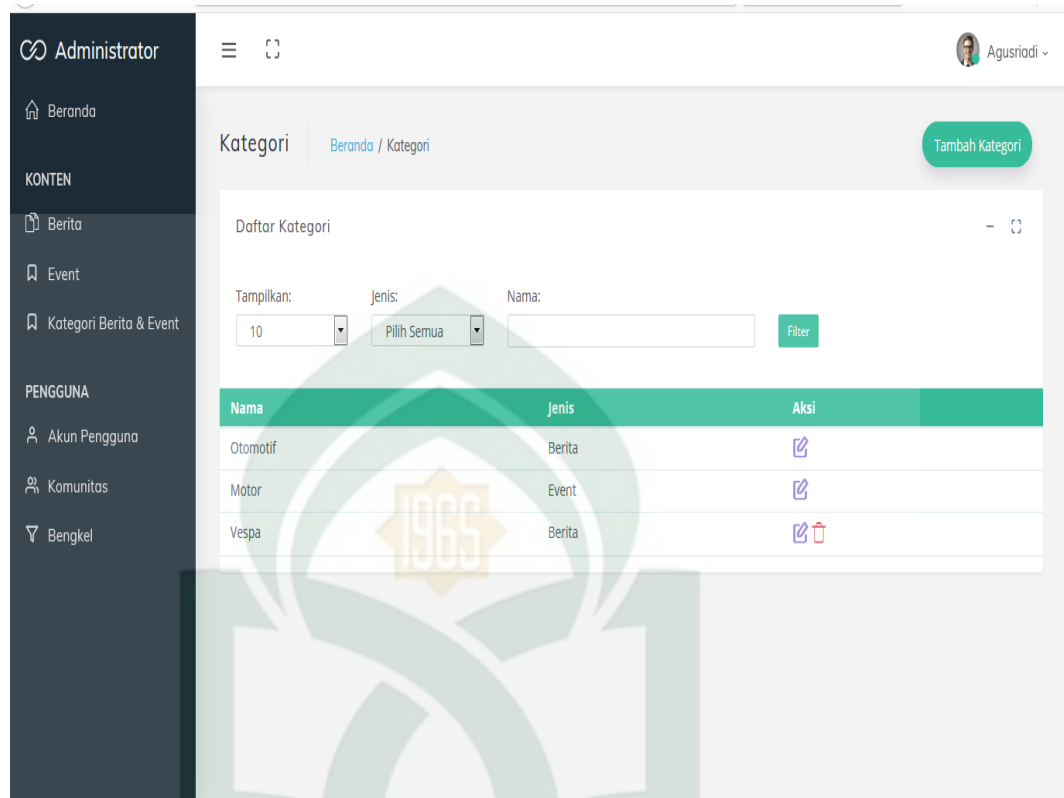 Administrator
Agusriadi
Beranda
KONTEN
Berita
Event
Kategori Berita & Event
PENGGUNA
Akun Pengguna
Komunitas
Bengkel
Kategori
Beranda / Kategori
Tambah Kategori
Daftar Kategori
Tampilkan: Jenis: Nama:
10 Pilih Semua Filter
Nama Jenis Aksi
Otomotif Berita
Motor Event
Vespa Berita
1965